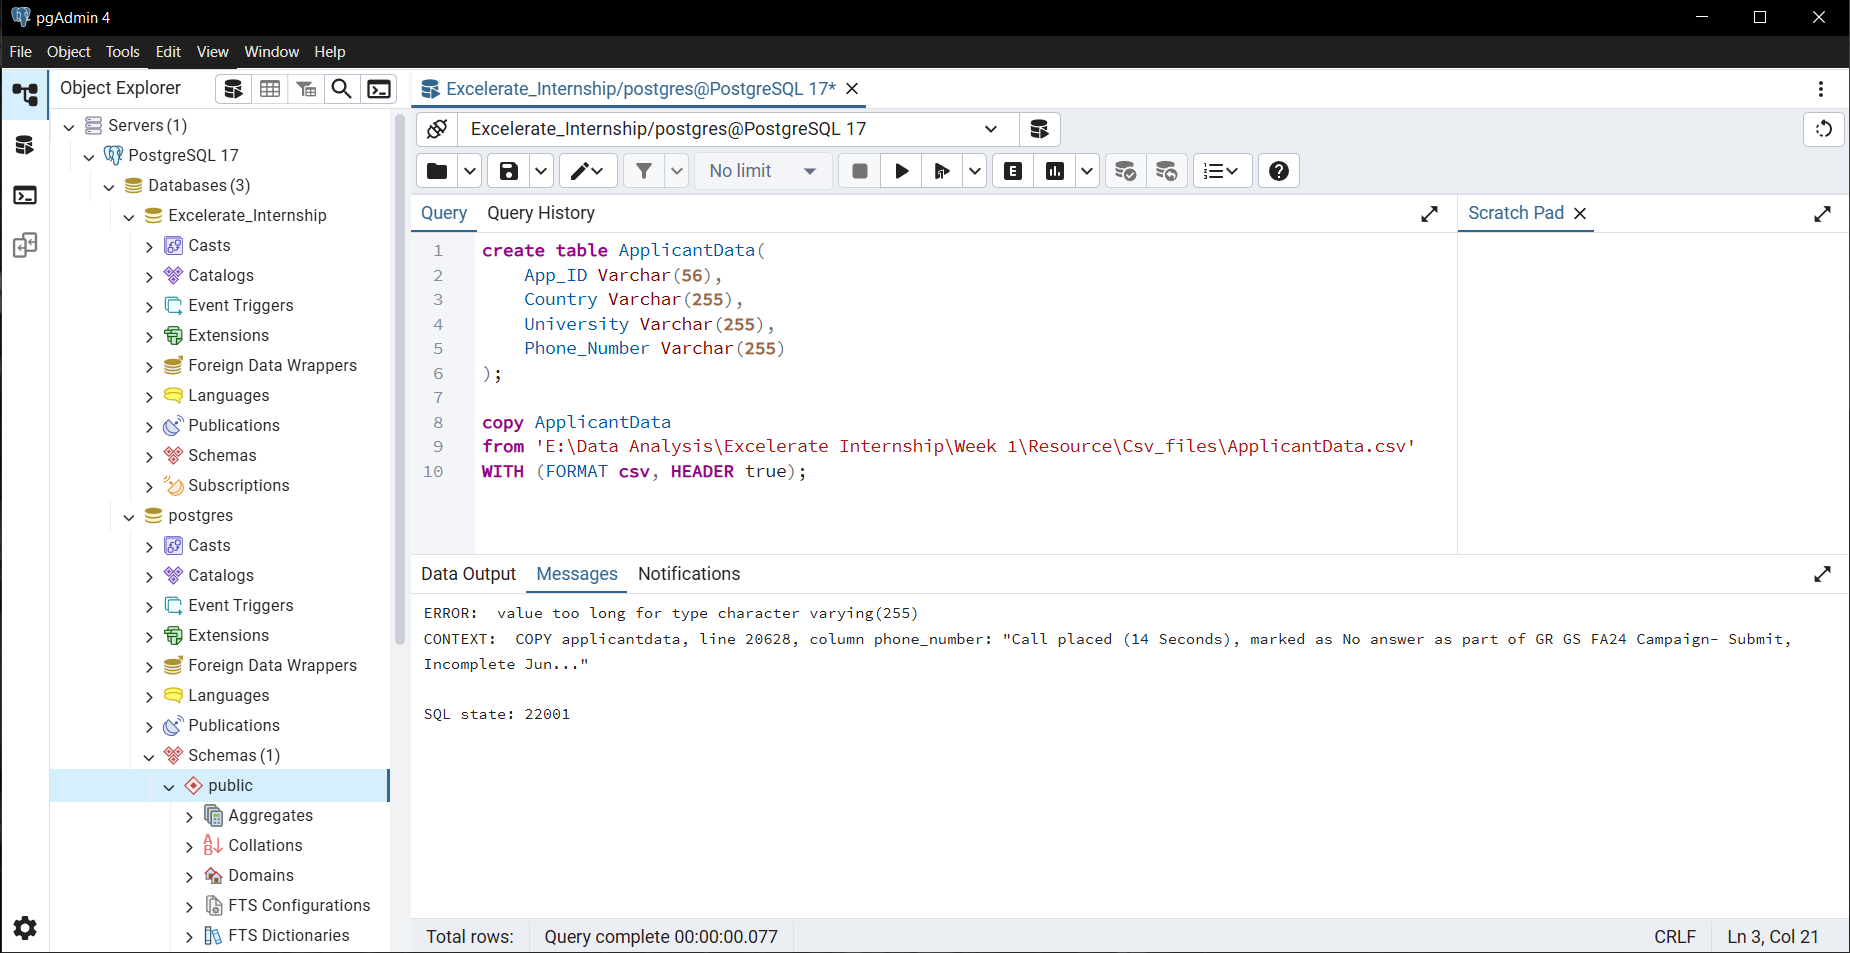 pgAdmin 4
File Object Tools Edit View Window Help
Object Explorer
Servers (1)
PostgreSQL 17
Databases (3)
Excelerate_Internship
Casts
Catalogs
Event Triggers
Extensions
Foreign Data Wrappers
Languages
Publications
Schemas
Subscriptions
postgres
Casts
Catalogs
Event Triggers
Extensions
Foreign Data Wrappers
Languages
Publications
Schemas (1)
public
Aggregates
Collations
Domains
FTS Configurations
FTS Dictionaries
Excelerate_Internship/postgres@PostgreSQL 17*
Excelerate_Internship/postgres@PostgreSQL 17
No limit
E
Query Query History
Scratch Pad
1 create table ApplicantData(
2 App_ID Varchar(56),
3 Country Varchar(255),
4 University Varchar(255),
5 Phone_Number Varchar(255)
6 );
7
8 copy ApplicantData
9 from 'E:\Data Analysis\Excelerate Internship\Week 1\Resource\Csv_files\ApplicantData.csv'
10 WITH (FORMAT csv, HEADER true);
Data Output Messages Notifications
ERROR: value too long for type character varying(255)
CONTEXT: COPY applicantdata, line 20628, column phone_number: "Call placed (14 Seconds), marked as No answer as part of GR GS FA24 Campaign- Submit,
Incomplete Jun..."
SQL state: 22001
Total rows: Query complete 00:00:00.077 CRLF Ln 3, Col 21